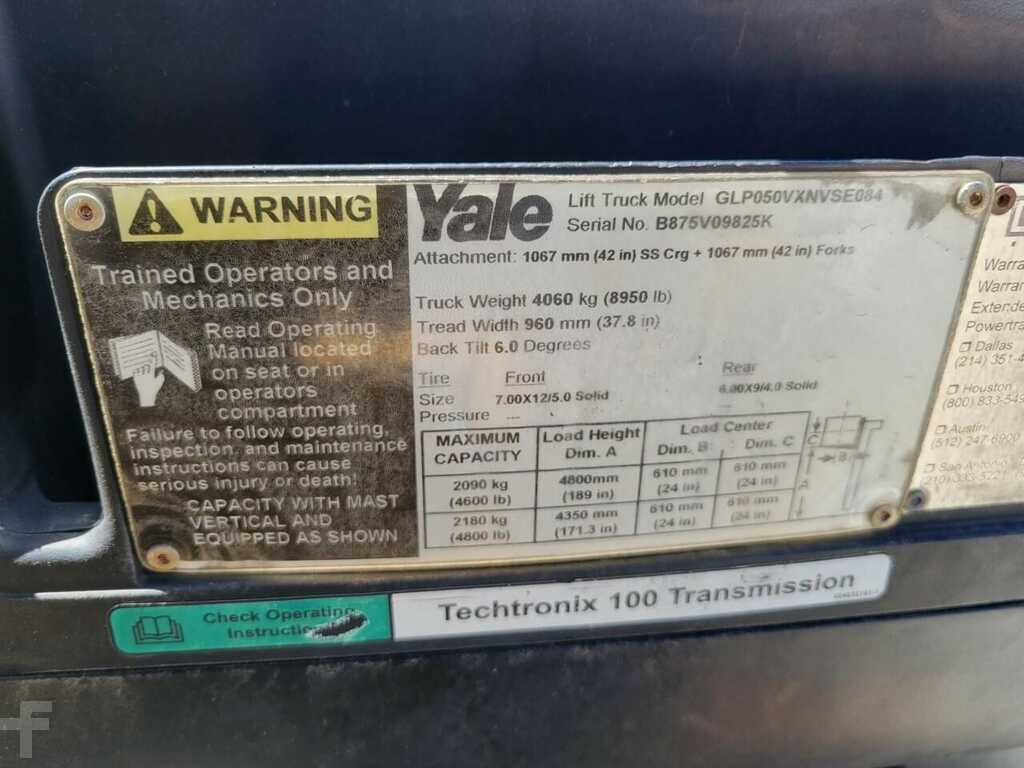 WARNING
Trained Operators and
Mechanics Only
Read Operating
Manual located
on seat or in
operators
compartment
Failure to follow operating,
inspection, and maintenance
instructions can cause
serious injury or death!
CAPACITY WITH MAST
VERTICAL AND
EQUIPPED AS SHOWN
Yale
Lift Truck Model GLP050VXNVSE084
Serial No. B875V09825K
Attachment: 1067 mm (42 in) SS Crg + 1067 mm (42 in) Forks
Truck Weight 4060 kg (8950 lb)
Tread Width 960 mm (37.8 in)
Back Tilt 6.0 Degrees
Tire Front Rear
Size 7.00X12/5.0 Solid 6.00X9/4.0 Solid
Pressure ---
MAXIMUM CAPACITY Load Height Dim. A Load Center Dim. B Dim. C
2090 kg (4600 lb) 4800mm (189 in) 610 mm (24 in) 610 mm (24 in)
2180 kg (4800 lb) 4350 mm (171.3 in) 610 mm (24 in) 610 mm (24 in)
C
B
A
Check Operating
Techtronix 100 Transmission
Warra
Warran
Extende
Powertra
Dallas
(214) 351-4
Houston
(800) 833-549
Austin
(512) 247-6900
San Antonio
F